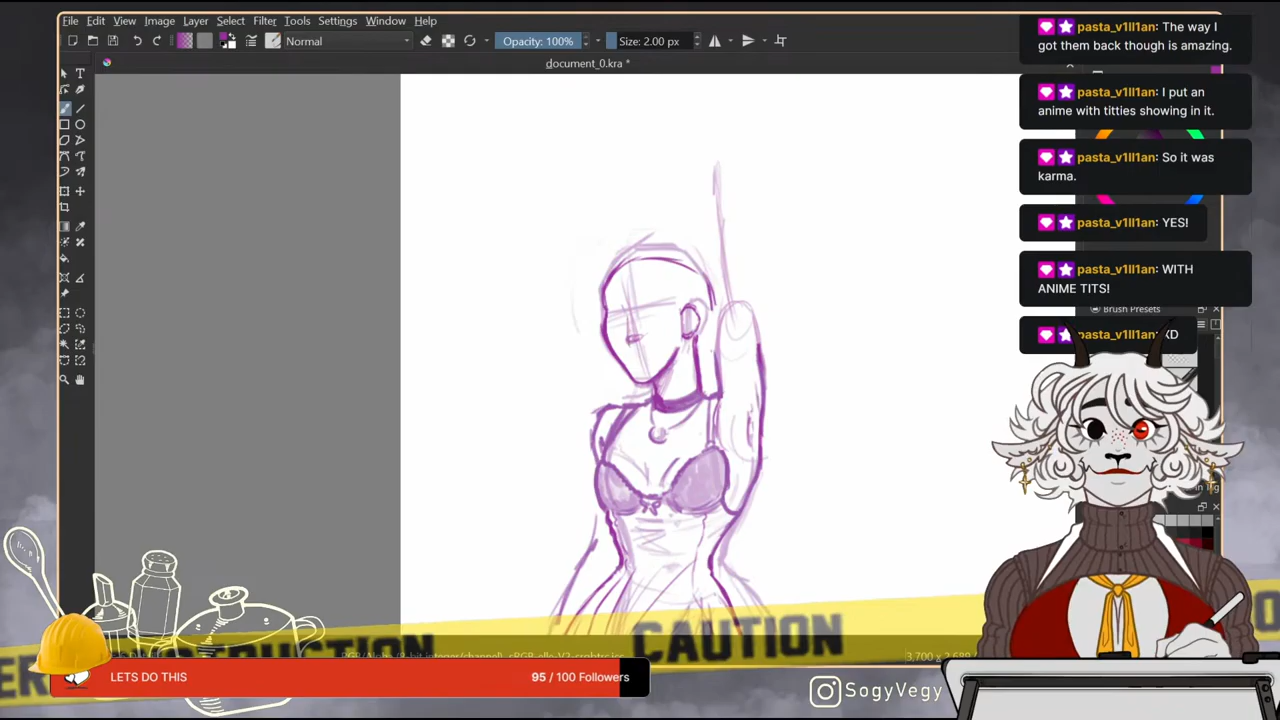 File Edit View Image Layer Select Filter Tools Settings Window Help
Normal
Opacity: 100%
Size: 2.00 px
document_0.kra *
pasta_v1ll1an: The way I
got them back though is amazing.
pasta_v1ll1an: I put an
anime with titties showing in it.
pasta_v1ll1an: So it was
karma.
pasta_v1ll1an: YES!
pasta_v1ll1an: WITH
ANIME TITS!
Brush Presets
pasta_v1ll1an: XD
CAUTION
LETS DO THIS
95 / 100 Followers
SogyVegy